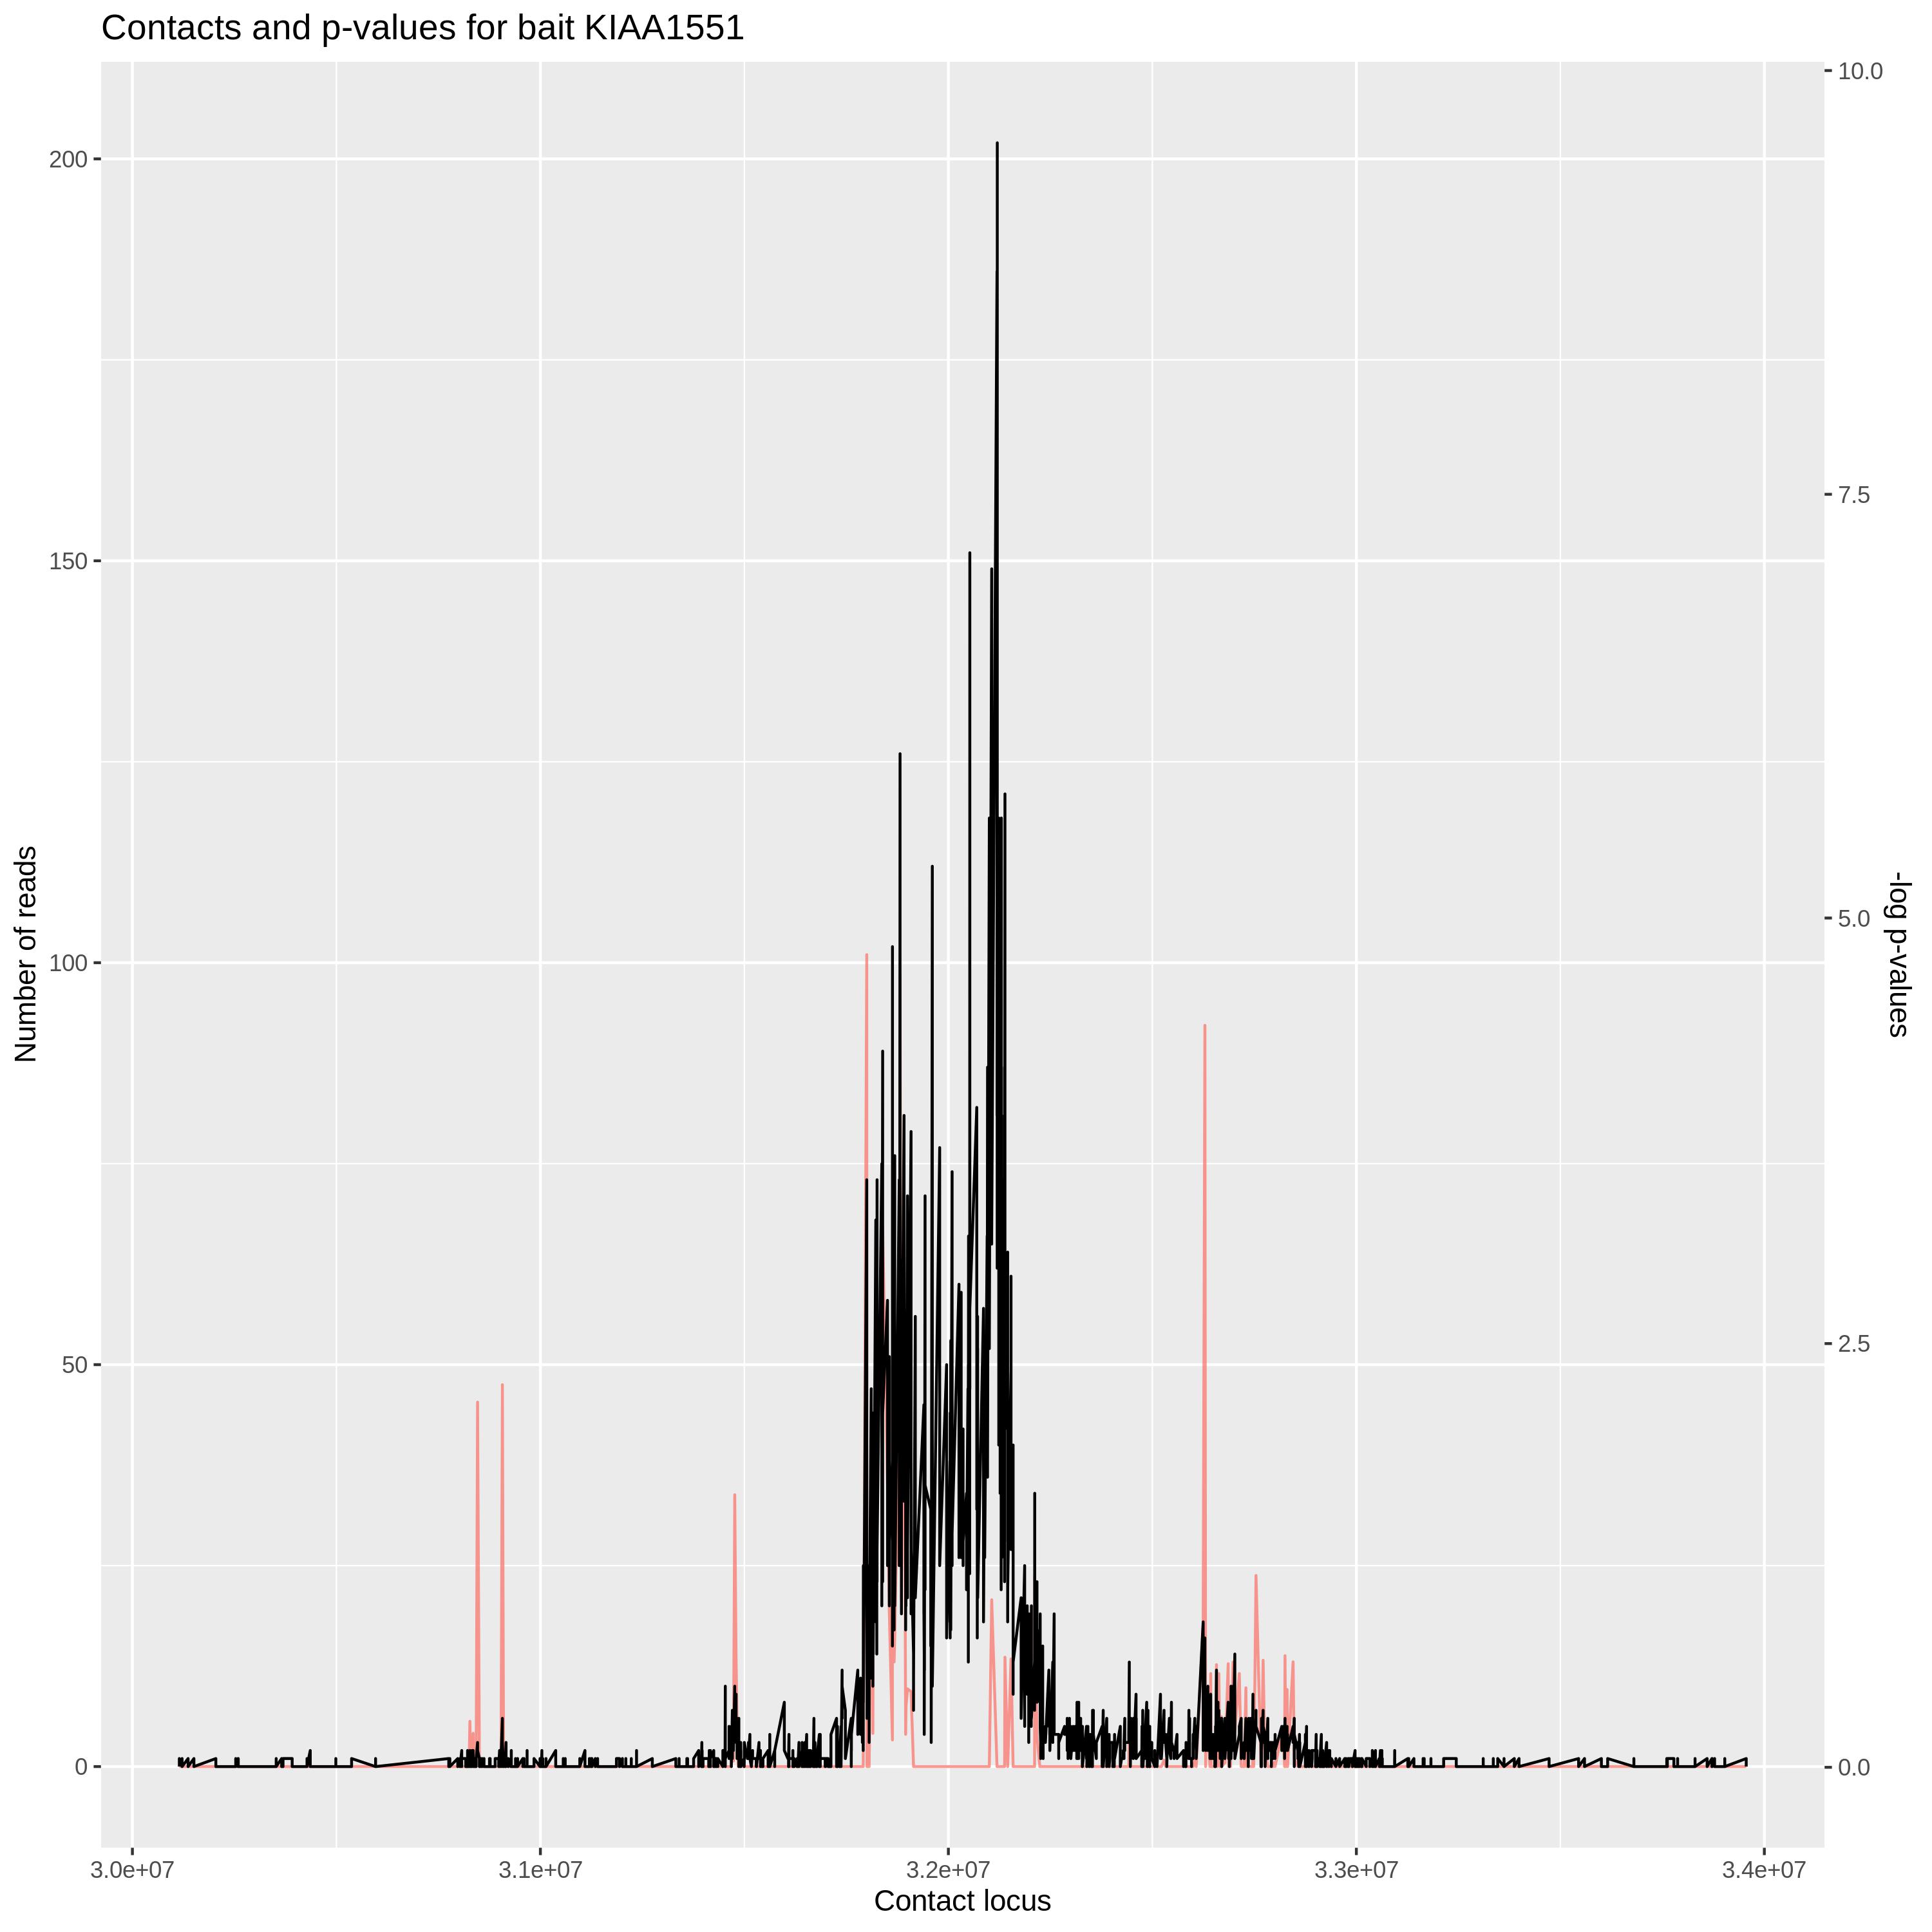 Contacts and p-values for bait KIAA1551
10.0
200
7.5
150
5.0
100
Number of reads
-log p-values
2.5
50
0
0.0
3.0e+07 3.1e+07 3.2e+07 3.3e+07 3.4e+07
Contact locus